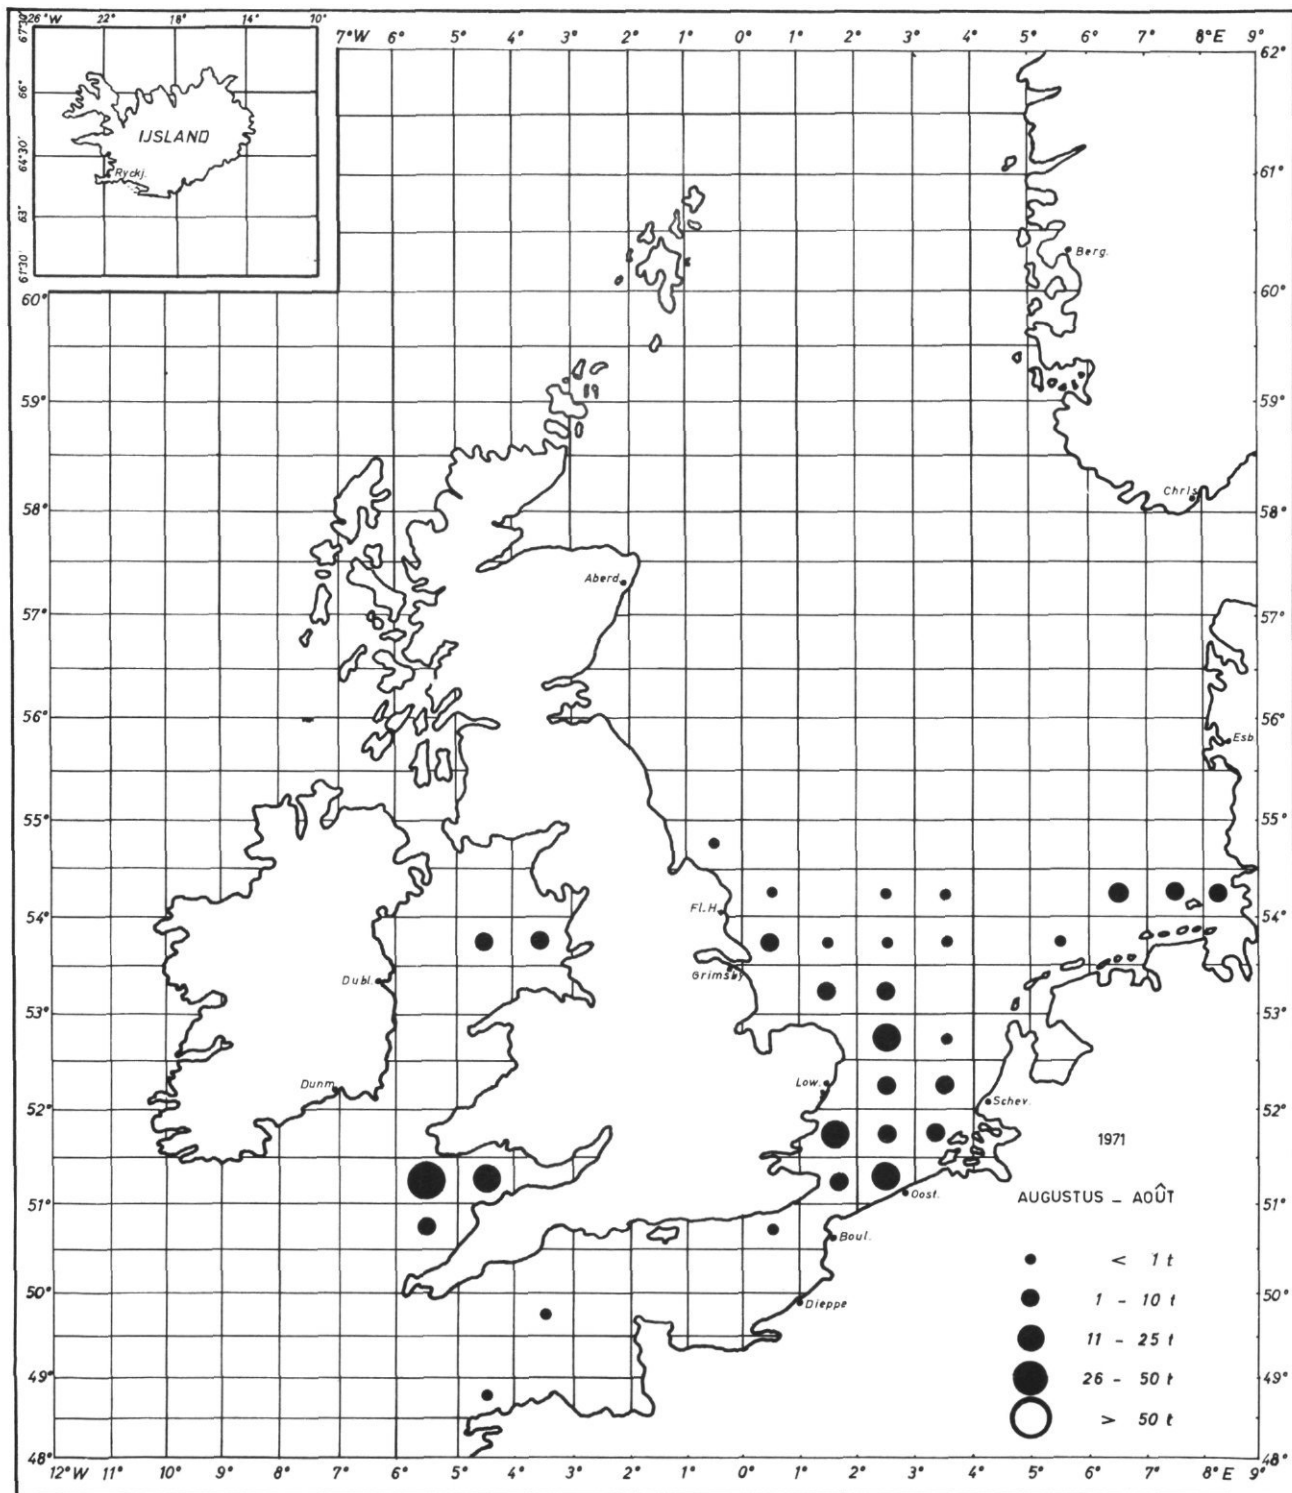 26°W 22° 18° 14° 10°
67°30'
66°
64°30'
63°
61°30'
IJSLAND
Ryckj.
7°W 6° 5° 4° 3° 2° 1° 0° 1° 2° 3° 4° 5° 6° 7° 8°E 9°
62°
61°
60° 60°
59° 59°
58° 58°
57° 57°
56° 56°
55° 55°
54° 54°
53° 53°
52° 52°
51° 51°
50° 50°
49° 49°
48° 48°
12°W 11° 10° 9° 8° 7° 6° 5° 4° 3° 2° 1° 0° 1° 2° 3° 4° 5° 6° 7° 8°E 9°
Berg.
Chris
Aberd.
Esb
Fl.H.
Dubl.
Grimsby
Dunm
Low.
Schev.
Oost.
Boul.
Dieppe
1971
AUGUSTUS – AOÛT
< 1 t
1 – 10 t
11 – 25 t
26 – 50 t
> 50 t